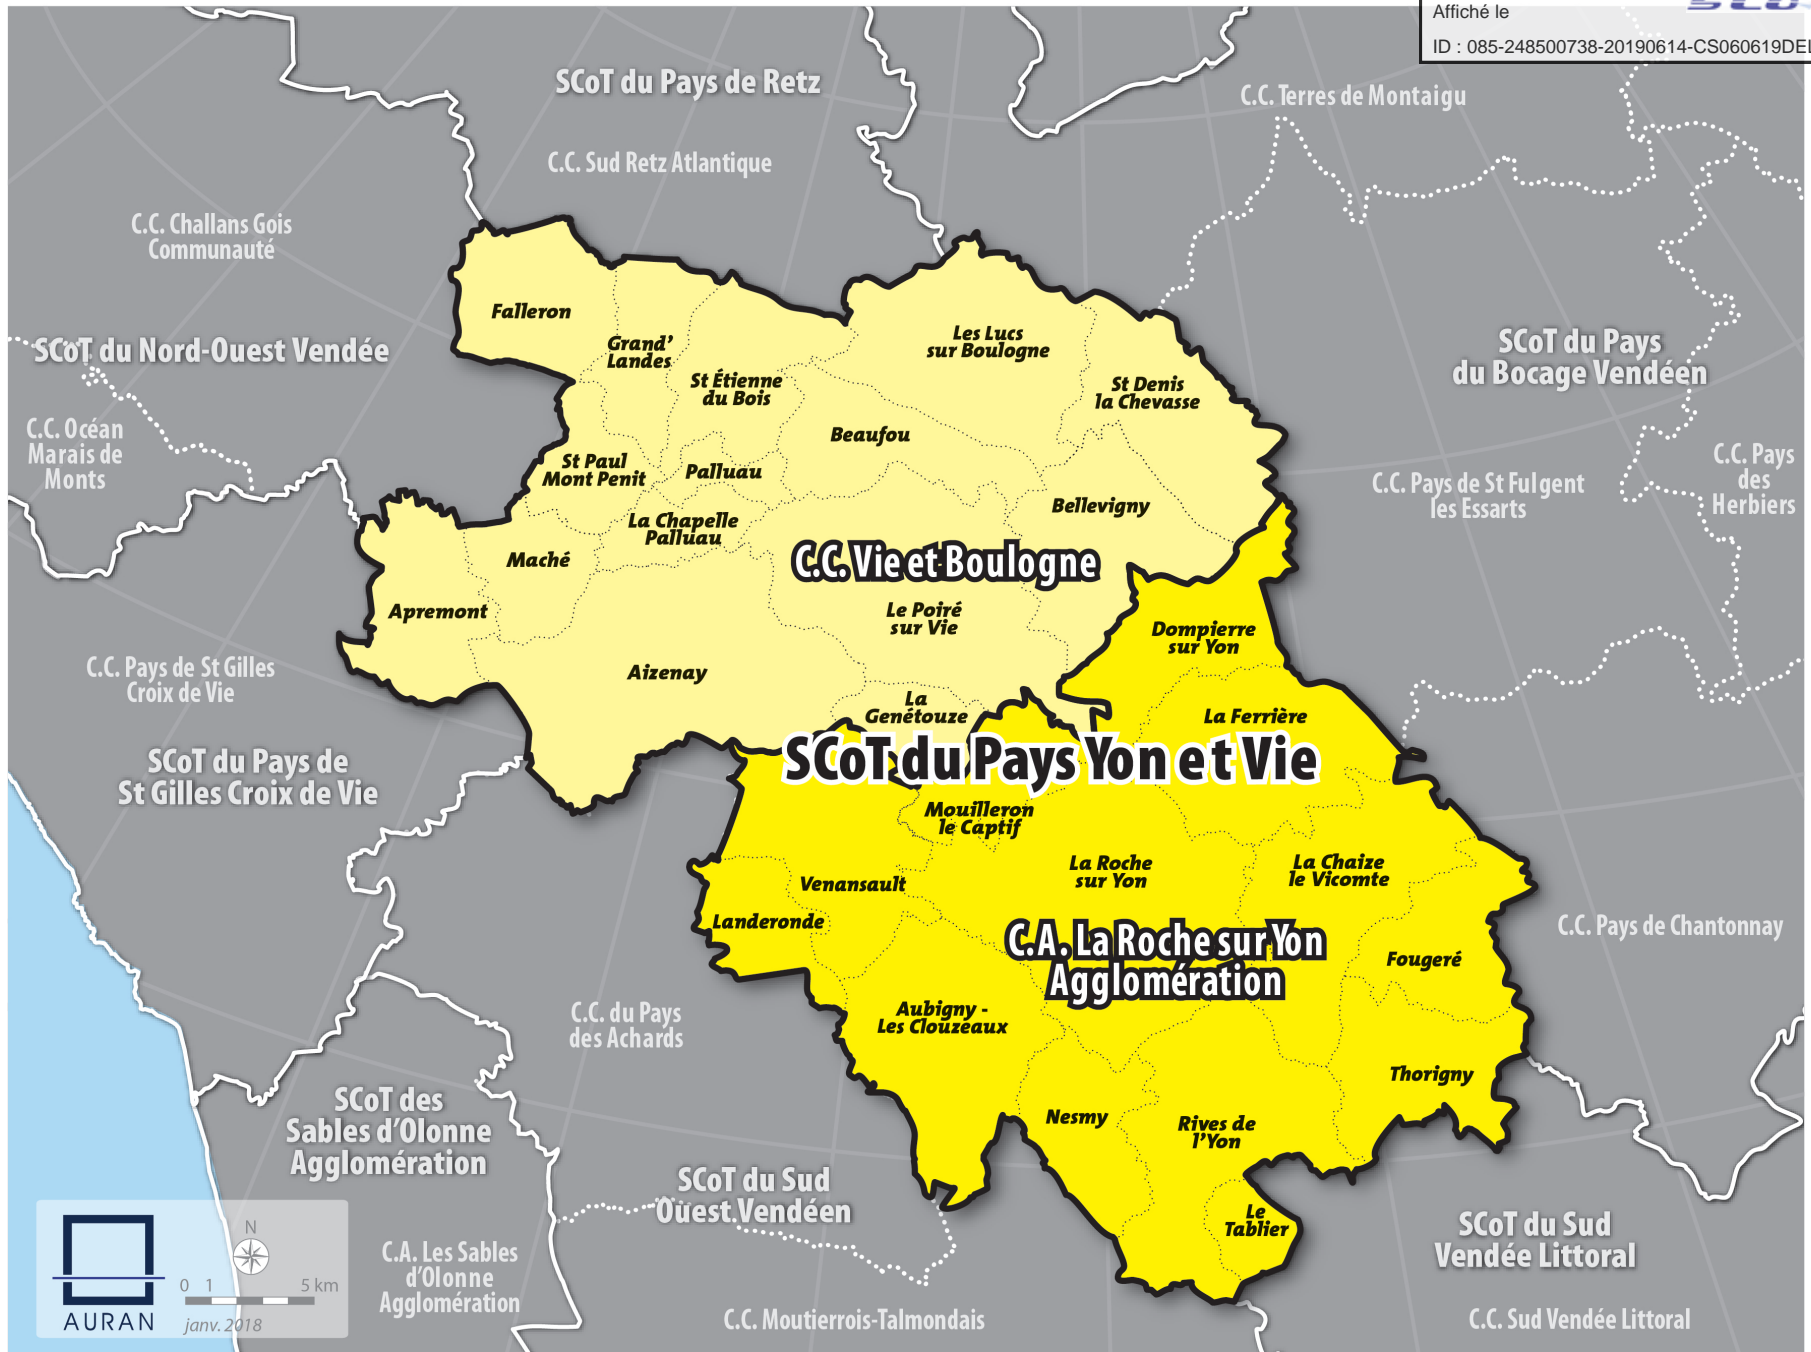 Affiché le
ID : 085-248500738-20190614-CS060619DEL
SCoT du Pays de Retz
C.C. Terres de Montaigu
C.C. Sud Retz Atlantique
C.C. Challans Gois
Communauté
Falleron
Grand'
Landes
Les Lucs
sur Boulogne
SCoT du Nord-Ouest Vendée
SCoT du Pays
du Bocage Vendéen
St Étienne
du Bois
St Denis
la Chevasse
C.C. Océan
Marais de
Monts
Beaufou
St Paul
Mont Penit
Palluau
C.C. Pays de St Fulgent
les Essarts
C.C. Pays
des
Herbiers
Bellevigny
La Chapelle
Palluau
Maché
C.C. Vie et Boulogne
Apremont
Le Poiré
sur Vie
Dompierre
sur Yon
C.C. Pays de St Gilles
Croix de Vie
Aizenay
La
Genétouze
La Ferrière
SCoT du Pays Yon et Vie
SCoT du Pays de
St Gilles Croix de Vie
Mouilleron
le Captif
La Roche
sur Yon
La Chaize
le Vicomte
Venansault
Landeronde
C.A. La Roche sur Yon
Agglomération
C.C. Pays de Chantonnay
Fougeré
Aubigny -
Les Clouzeaux
C.C. du Pays
des Achards
Thorigny
SCoT des
Sables d'Olonne
Agglomération
Nesmy
Rives de
l'Yon
SCoT du Sud
Ouest Vendéen
Le
Tablier
SCoT du Sud
Vendée Littoral
C.A. Les Sables
d'Olonne
Agglomération
C.C. Moutierrois-Talmondais
C.C. Sud Vendée Littoral
N
0 1 5 km
AURAN
janv. 2018